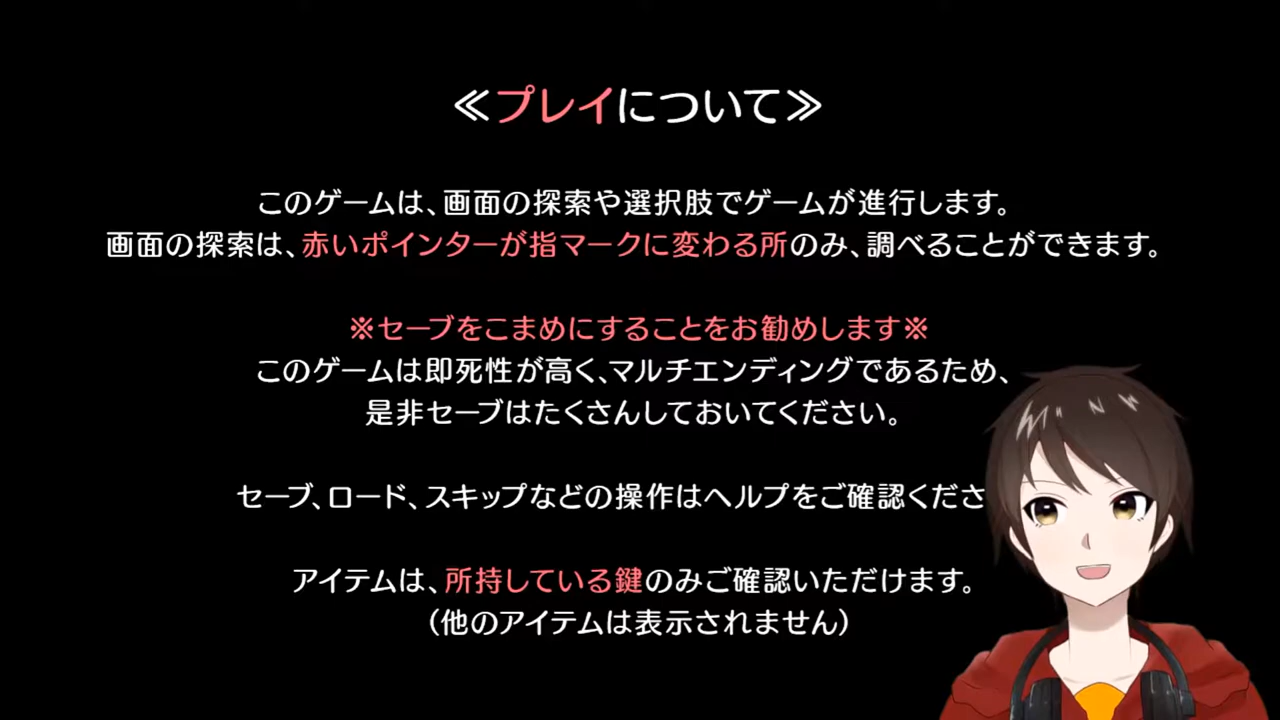 ≪プレイについて≫
このゲームは、画面の探索や選択肢でゲームが進行します。
画面の探索は、赤いポインターが指マークに変わる所のみ、調べることができます。
※セーブをこまめにすることをお勧めします※
このゲームは即死性が高く、マルチエンディングであるため、
是非セーブはたくさんしておいてください。
セーブ、ロード、スキップなどの操作はヘルプをご確認くださ
アイテムは、所持している鍵のみご確認いただけます。
（他のアイテムは表示されません）